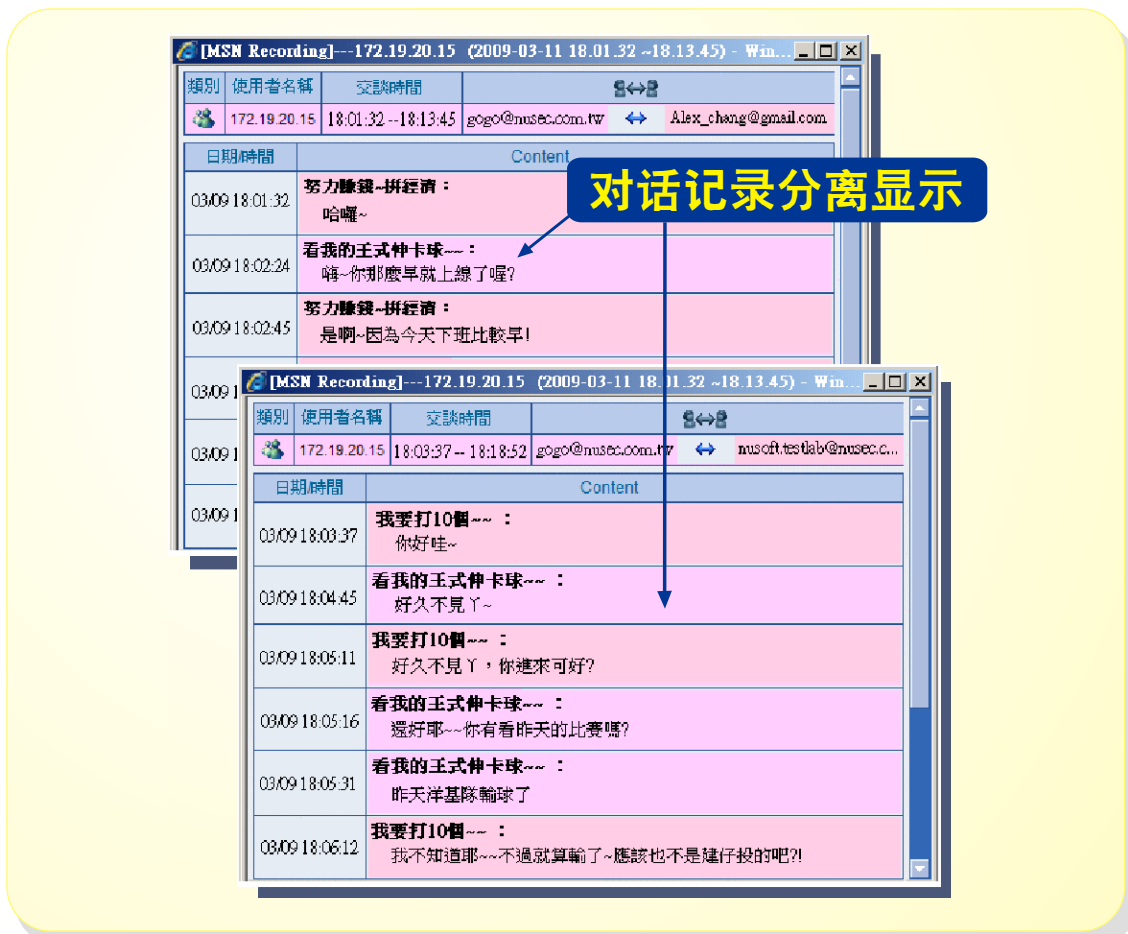 [MSN Recording]---172.19.20.15 (2009-03-11 18.01.32 ~18.13.45) - Win...
類別 使用者名稱 交談時間
172.19.20.15 18:01:32 --18:13:45 gogo@nusec.com.tw Alex_chang@gmail.com
日期/時間 Content
对话记录分离显示
03/09 18:01:32 努力賺錢~拼經濟：
哈囉~
03/09 18:02:24 看我的王式伸卡球~~：
嗨~你那麼早就上線了喔?
03/09 18:02:45 努力賺錢~拼經濟：
是啊~因為今天下班比較早!
03/09 1
03/09 1
03/09 1
[MSN Recording]---172.19.20.15 (2009-03-11 18. 1.32 ~18.13.45) - Win...
類別 使用者名稱 交談時間
172.19.20.15 18:03:37 -- 18:18:52 gogo@nusec.com.tw nusoft.testlab@nusec.c...
日期/時間 Content
03/09 18:03:37 我要打10個~~ ：
你好哇~
03/09 18:04:45 看我的王式伸卡球~~ ：
好久不見丫~
03/09 18:05:11 我要打10個~~ ：
好久不見丫，你進來可好?
03/09 18:05:16 看我的王式伸卡球~~ ：
還好耶~~你有看昨天的比賽嗎?
03/09 18:05:31 看我的王式伸卡球~~ ：
昨天洋基隊輸球了
03/09 18:06:12 我要打10個~~ ：
我不知道耶~~不過就算輸了~應該也不是建仔投的吧?!